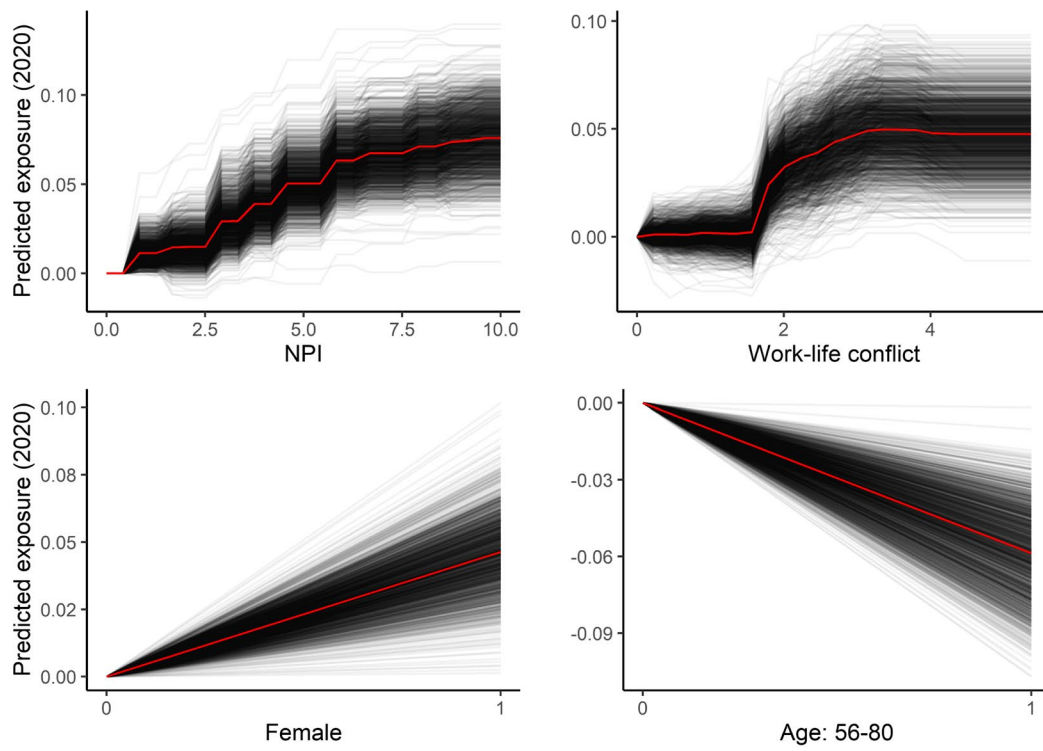 Predicted exposure (2020)
0.10
0.05
0.00
0.0 2.5 5.0 7.5 10.0
NPI
0.10
0.05
0.00
0 2 4
Work-life conflict
Predicted exposure (2020)
0.10
0.08
0.05
0.02
0.00
0 1
Female
0.00
-0.03
-0.06
-0.09
0 1
Age: 56-80